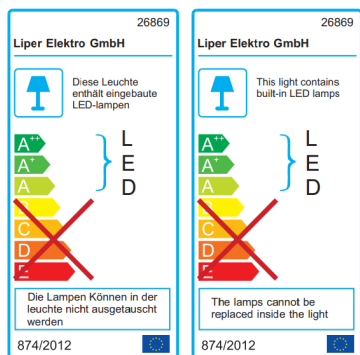 26869
Liper Elektro GmbH
Diese Leuchte
enthält eingebaute
LED-lampen
A++
A+
A
B
C
D
E
L
E
D
Die Lampen Können in der
leuchte nicht ausgetauscht
werden
874/2012
26869
Liper Elektro GmbH
This light contains
built-in LED lamps
A++
A+
A
B
C
D
E
L
E
D
The lamps cannot be
replaced inside the light
874/2012